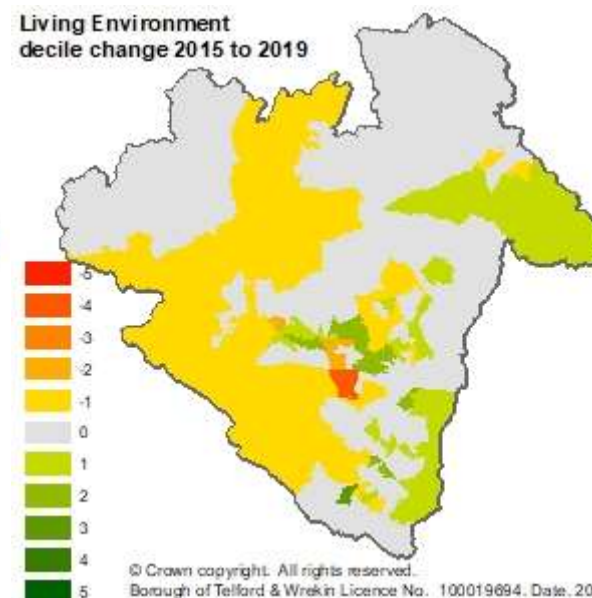 Living Environment
decile change 2015 to 2019
-5
-4
-3
-2
-1
0
1
2
3
4
5
© Crown copyright. All rights reserved.
Borough of Telford & Wrekin Licence No. 100019694. Date. 20